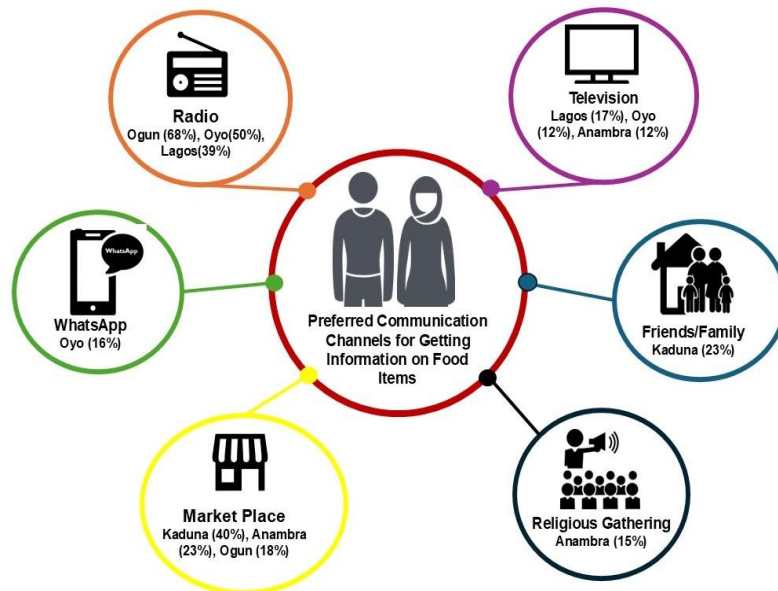 Radio
Ogun (68%), Oyo(50%),
Lagos(39%)
Television
Lagos (17%), Oyo
(12%), Anambra (12%)
WhatsApp
WhatsApp
Oyo (16%)
Preferred Communication
Channels for Getting
Information on Food
Items
Friends/Family
Kaduna (23%)
Market Place
Kaduna (40%), Anambra
(23%), Ogun (18%)
Religious Gathering
Anambra (15%)